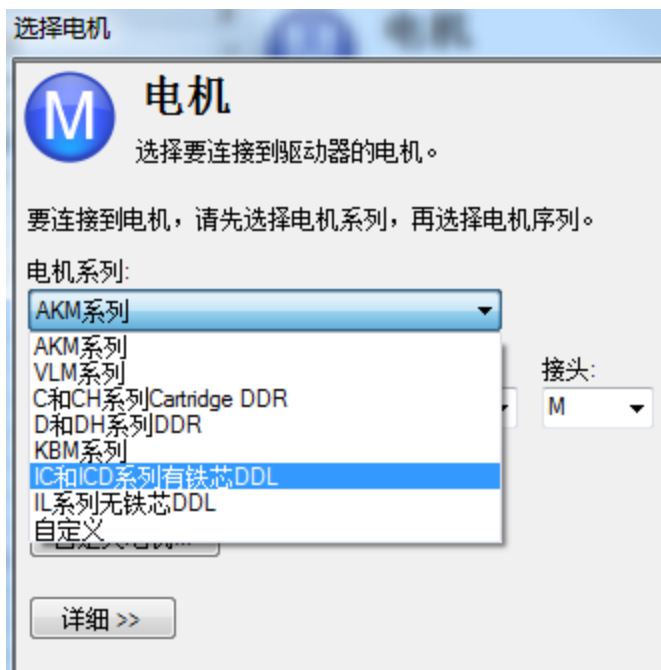 选择电机
M
电机
选择要连接到驱动器的电机。
要连接到电机，请先选择电机系列，再选择电机序列。
电机系列:
AKM系列
AKM系列
VLM系列
C和CH系列Cartridge DDR
D和DH系列DDR
KBM系列
IC和ICD系列有铁芯DDL
IL系列无铁芯DDL
自定义
接头:
M
详细 >>